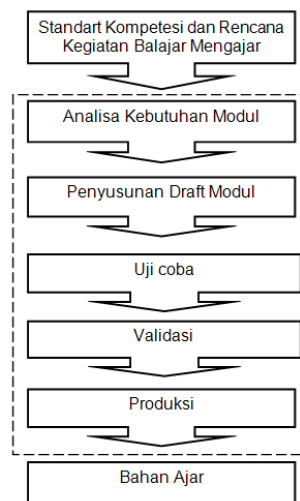 Standart Kompetesi dan Rencana
Kegiatan Balajar Mengajar
Analisa Kebutuhan Modul
Penyusunan Draft Modul
Uji coba
Validasi
Produksi
Bahan Ajar